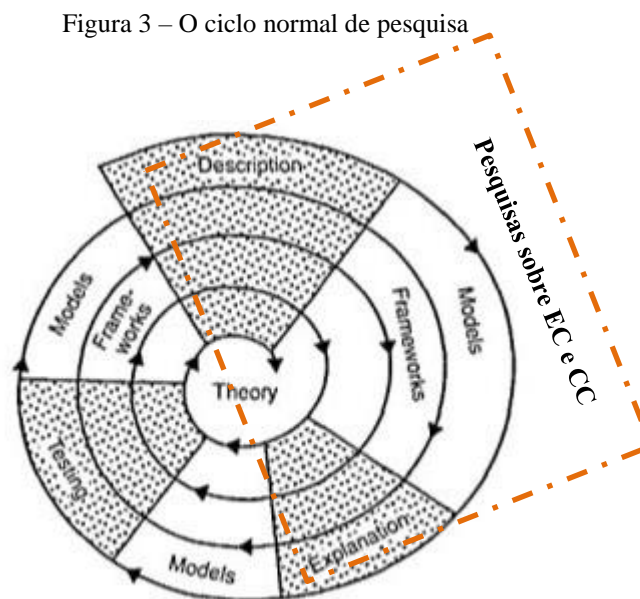 Figura 3 – O ciclo normal de pesquisa
Description
Pesquisas sobre EC e CC
Models
Frame-
works
Frameworks
Models
Theory
Testing
Explanation
Models